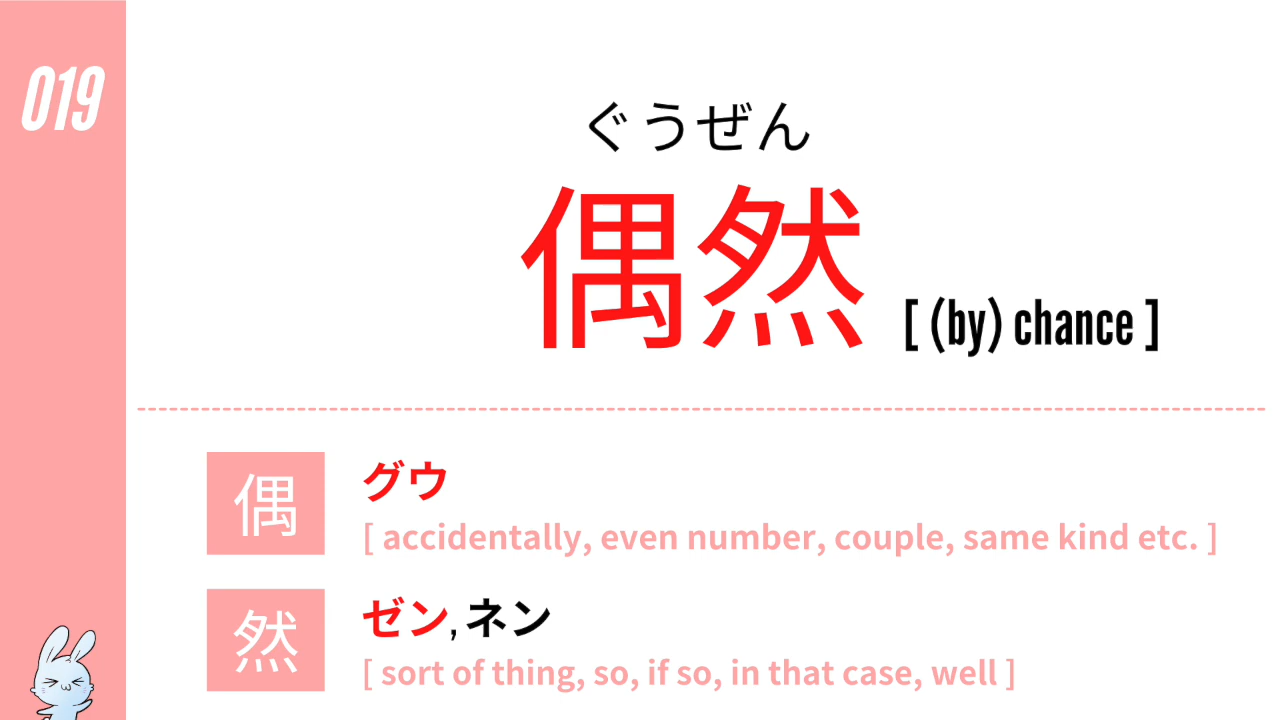 019
ぐうぜん
偶然 [ (by) chance ]
偶 グウ
[ accidentally, even number, couple, same kind etc. ]
然 ゼン, ネン
[ sort of thing, so, if so, in that case, well ]